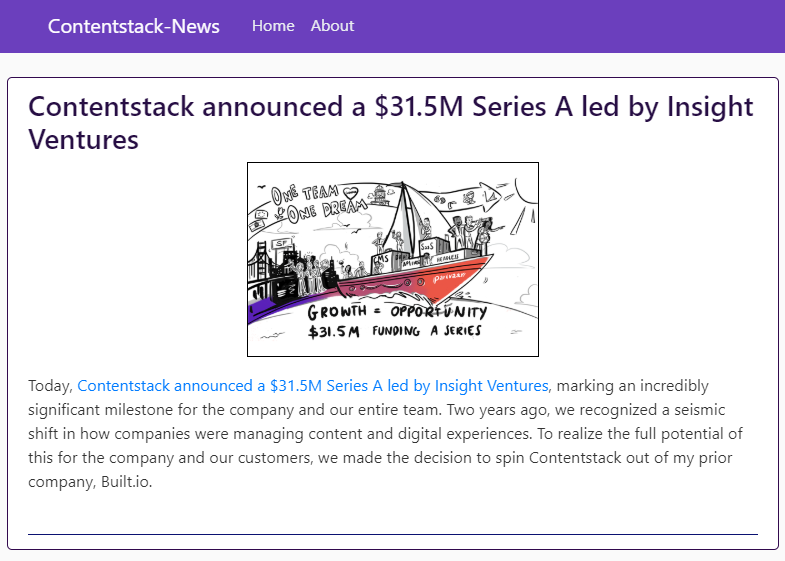 Contentstack-News Home About
Contentstack announced a $31.5M Series A led by Insight
Ventures
ONE TEAM
ONE DREAM
SF
SaaS
CMS
HEADLESS
GROWTH = OPPORTUNITY
$31.5M FUNDING A SERIES
Today, Contentstack announced a $31.5M Series A led by Insight Ventures, marking an incredibly
significant milestone for the company and our entire team. Two years ago, we recognized a seismic
shift in how companies were managing content and digital experiences. To realize the full potential of
this for the company and our customers, we made the decision to spin Contentstack out of my prior
company, Built.io.